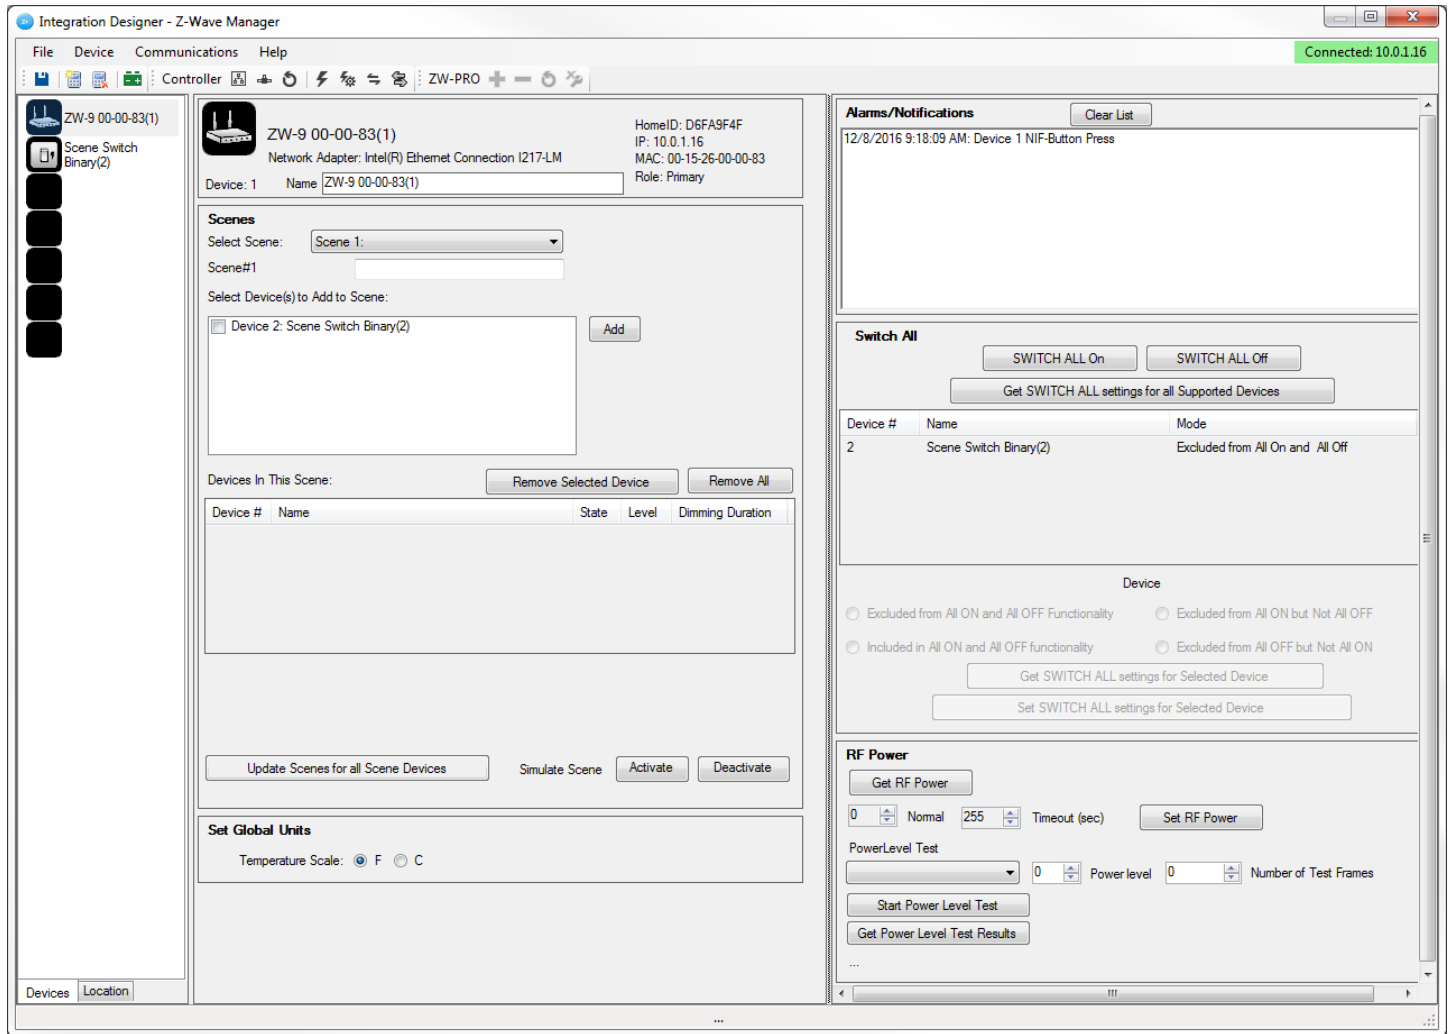 Integration Designer - Z-Wave Manager
File Device Communications Help
Connected: 10.0.1.16
Controller ZW-PRO
ZW-9 00-00-83(1)
Scene Switch
Binary(2)
Devices Location
ZW-9 00-00-83(1)
Network Adapter: Intel(R) Ethernet Connection I217-LM
HomeID: D6FA9F4F
IP: 10.0.1.16
MAC: 00-15-26-00-00-83
Role: Primary
Device: 1 Name ZW-9 00-00-83(1)
Scenes
Select Scene: Scene 1:
Scene#1
Select Device(s) to Add to Scene:
Device 2: Scene Switch Binary(2)
Add
Devices In This Scene: Remove Selected Device Remove All
Device # Name State Level Dimming Duration
Update Scenes for all Scene Devices Simulate Scene Activate Deactivate
Set Global Units
Temperature Scale: F C
Alarms/Notifications Clear List
12/8/2016 9:18:09 AM: Device 1 NIF-Button Press
Switch All
SWITCH ALL On SWITCH ALL Off
Get SWITCH ALL settings for all Supported Devices
Device # Name Mode
2 Scene Switch Binary(2) Excluded from All On and All Off
Device
Excluded from All ON and All OFF Functionality Excluded from All ON but Not All OFF
Included in All ON and All OFF functionality Excluded from All OFF but Not All ON
Get SWITCH ALL settings for Selected Device
Set SWITCH ALL settings for Selected Device
RF Power
Get RF Power
0 Normal 255 Timeout (sec) Set RF Power
PowerLevel Test
0 Power level 0 Number of Test Frames
Start Power Level Test
Get Power Level Test Results
...
...